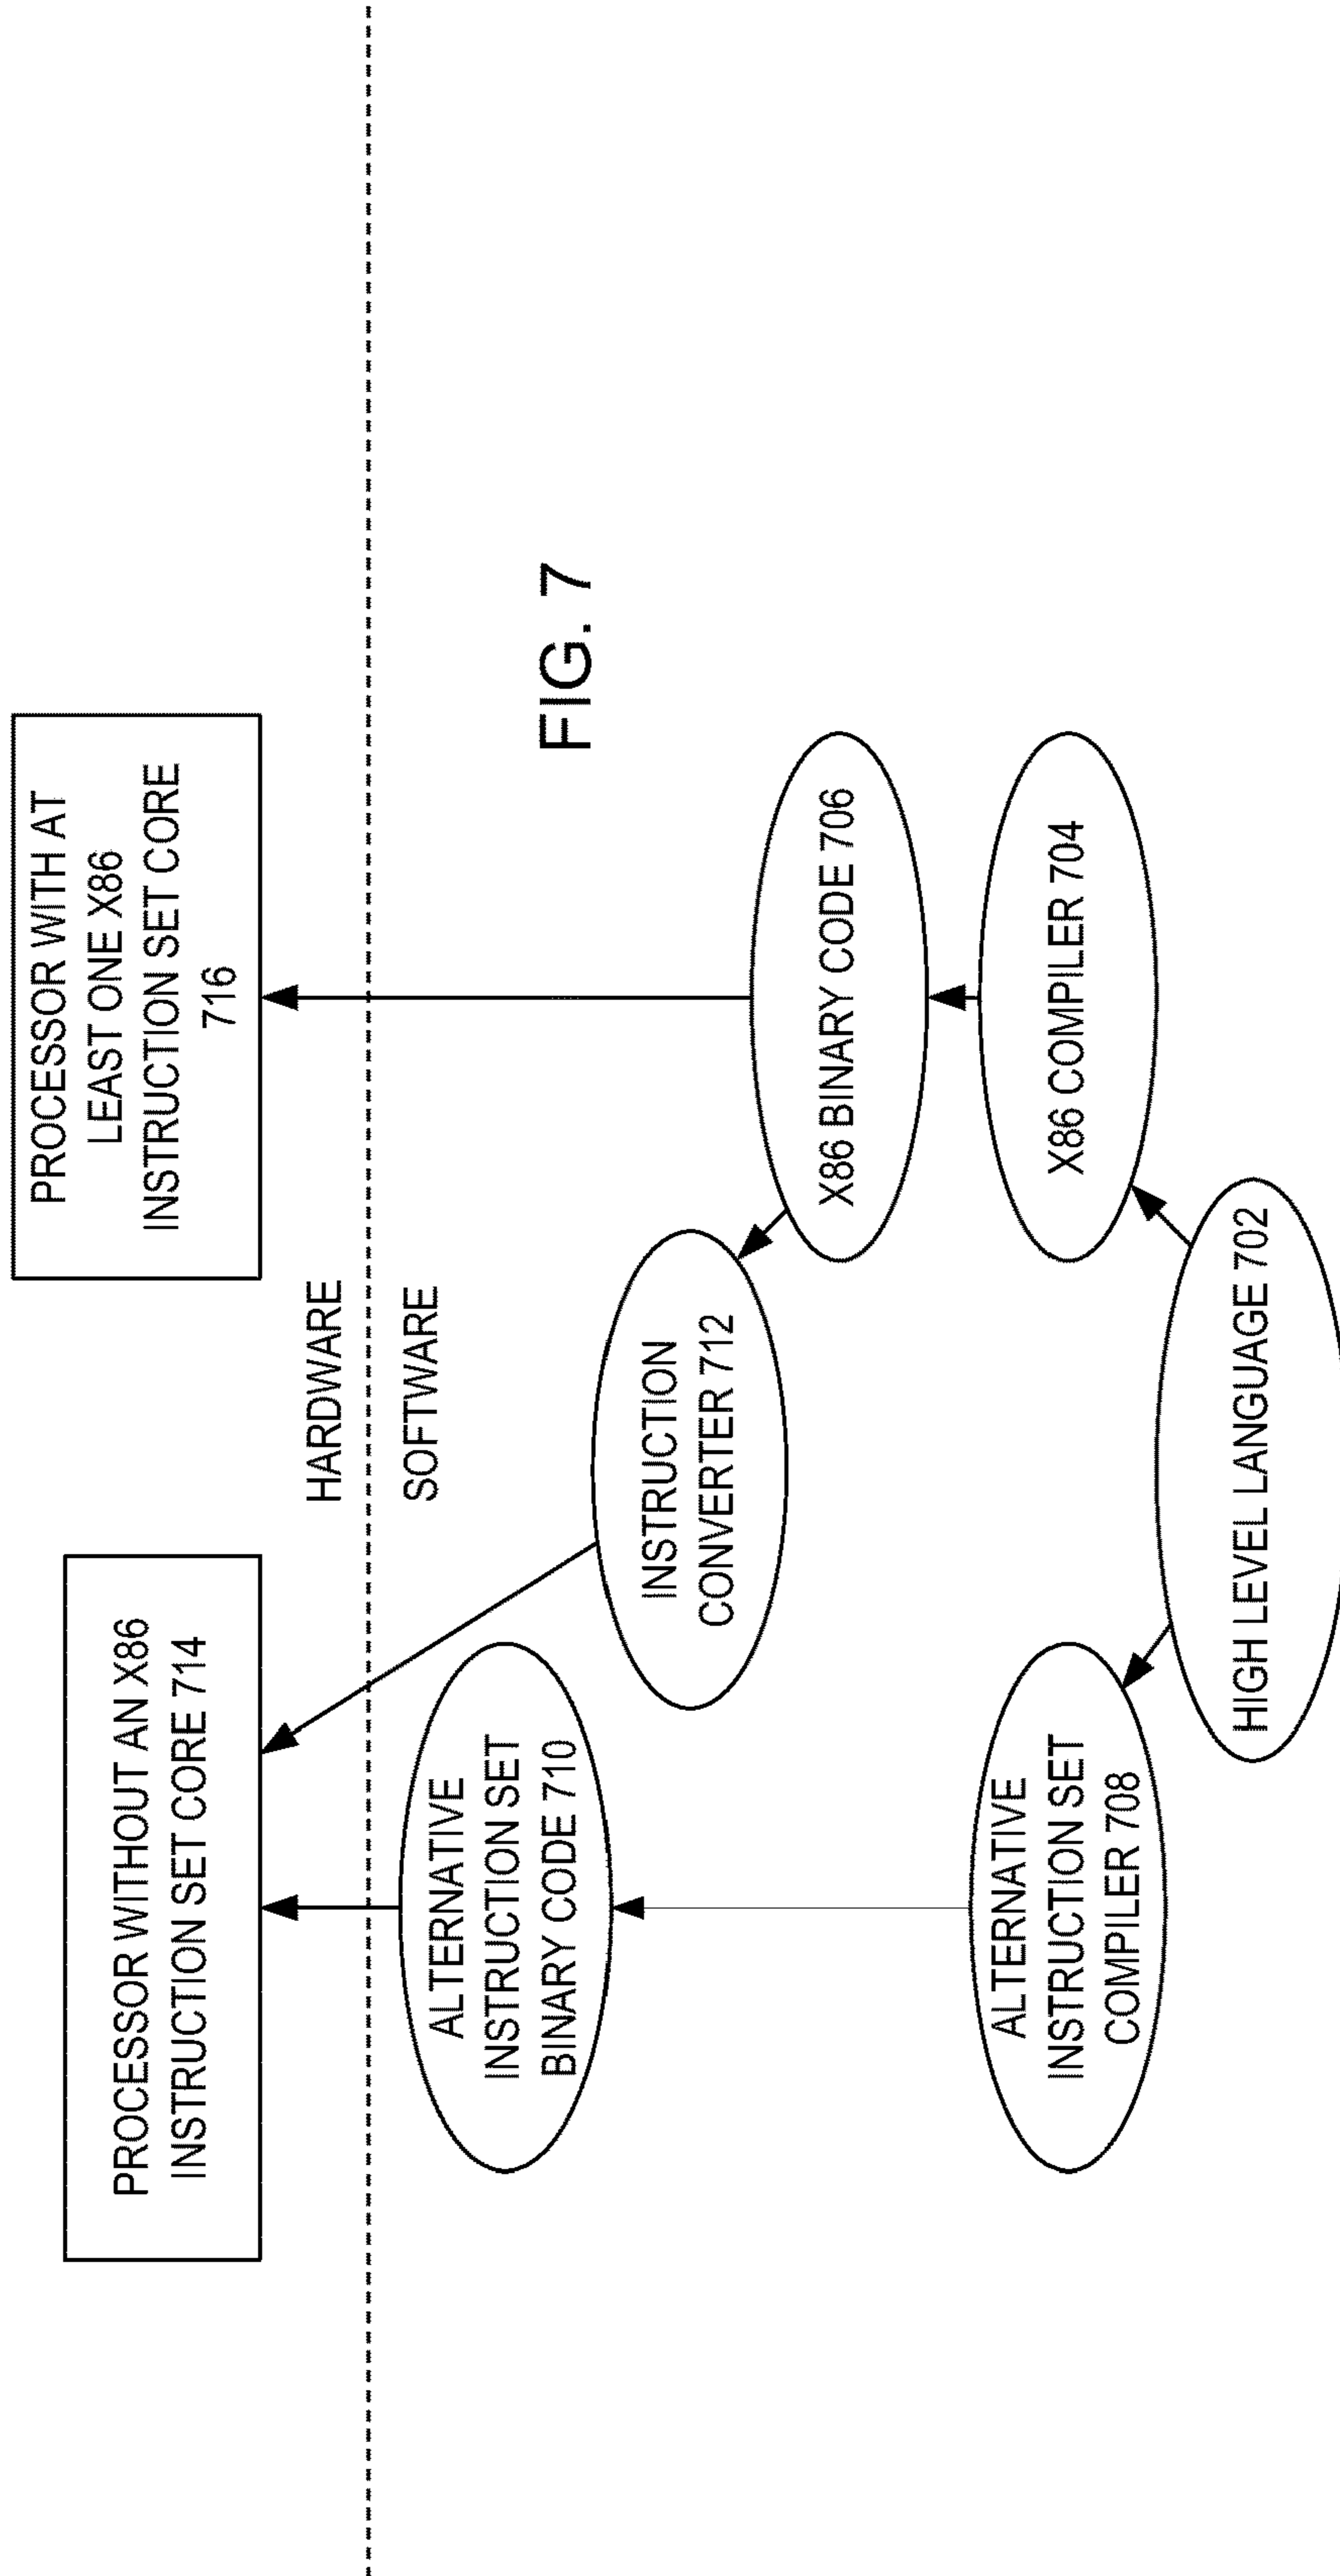 PROCESSOR WITHOUT AN X86
INSTRUCTION SET CORE 714
PROCESSOR WITH AT
LEAST ONE X86
INSTRUCTION SET CORE
716
HARDWARE
SOFTWARE
ALTERNATIVE
INSTRUCTION SET
BINARY CODE 710
FIG. 7
INSTRUCTION
CONVERTER 712
X86 BINARY CODE 706
ALTERNATIVE
INSTRUCTION SET
COMPILER 708
X86 COMPILER 704
HIGH LEVEL LANGUAGE 702